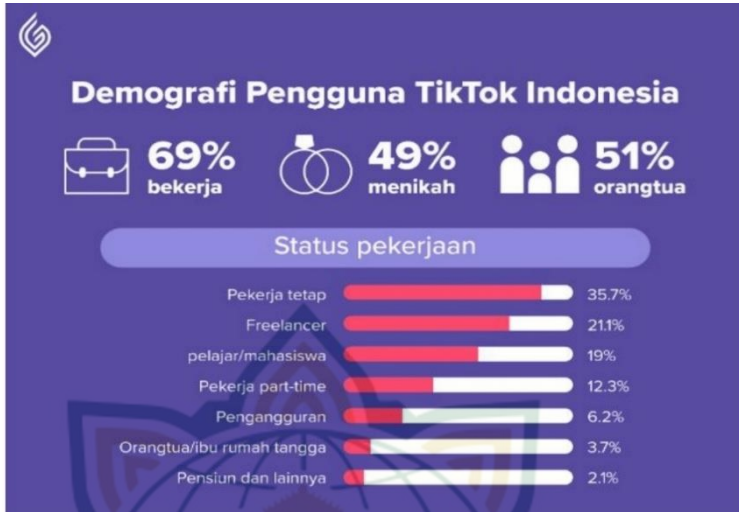 Demografi Pengguna TikTok Indonesia
69%
bekerja
49%
menikah
51%
orangtua
Status pekerjaan
Pekerja tetap 35.7%
Freelancer 21.1%
pelajar/mahasiswa 19%
Pekerja part-time 12.3%
Pengangguran 6.2%
Orangtua/ibu rumah tangga 3.7%
Pensiun dan lainnya 2.1%